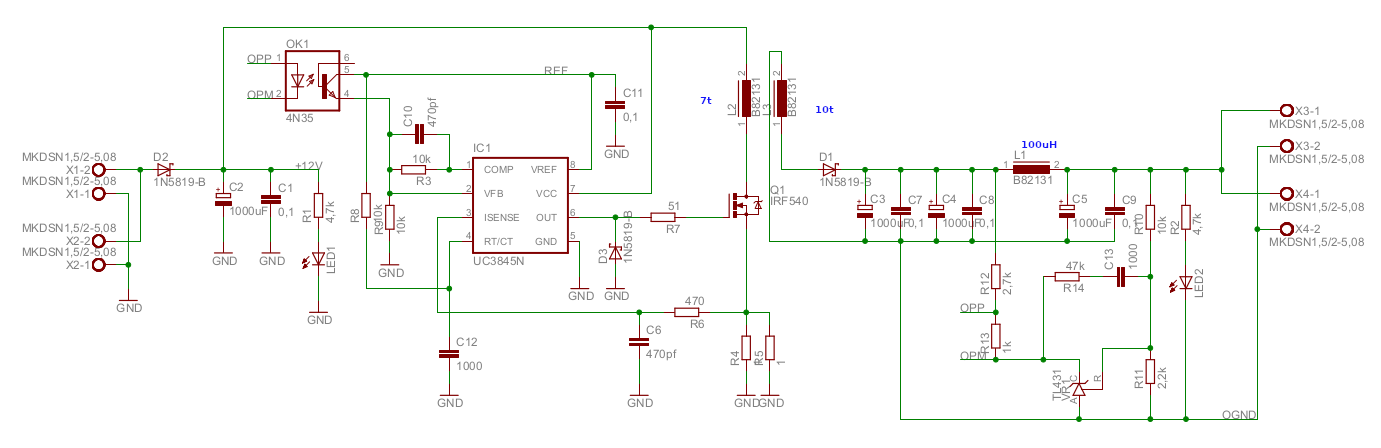 OK1
OPP 1
6
5
OPM 2
4
4N35
REF
C11
0,1
GND
7t
L2
B82131
2
1
L3
B82131
2
1
10t
C10
470pf
10k
R3
IC1
1 COMP
VREF 8
2 VFB
VCC 7
3 ISENSE
OUT 6
4 RT/CT
GND 5
UC3845N
MKDSN1,5/2-5,08
X1-2
MKDSN1,5/2-5,08
X1-1
MKDSN1,5/2-5,08
X2-2
MKDSN1,5/2-5,08
X2-1
GND
D2
1N5819-B
+12V
C2
1000uF
GND
C1
0,1
GND
R1
4,7k
LED1
GND
R8
10k
R9
10k
GND
51
R7
D3
1N5819-B
GND
GND
Q1
IRF540
C12
1000
GND
C6
470pf
GND
470
R6
R4
1
R5
1
GND
GND
D1
1N5819-B
C3
1000uF
C7
0,1
C4
1000uF
C8
0,1
100uH
L1
1
2
B82131
C5
1000uF
C9
0,1
R10
10k
R2
4,7k
LED2
R12
2,7k
OPP
R13
1k
OPM
47k
R14
C13
1000
TL431
VR1
C
A
R
R11
2,2k
OGND
X3-1
MKDSN1,5/2-5,08
X3-2
MKDSN1,5/2-5,08
X4-1
MKDSN1,5/2-5,08
X4-2
MKDSN1,5/2-5,08